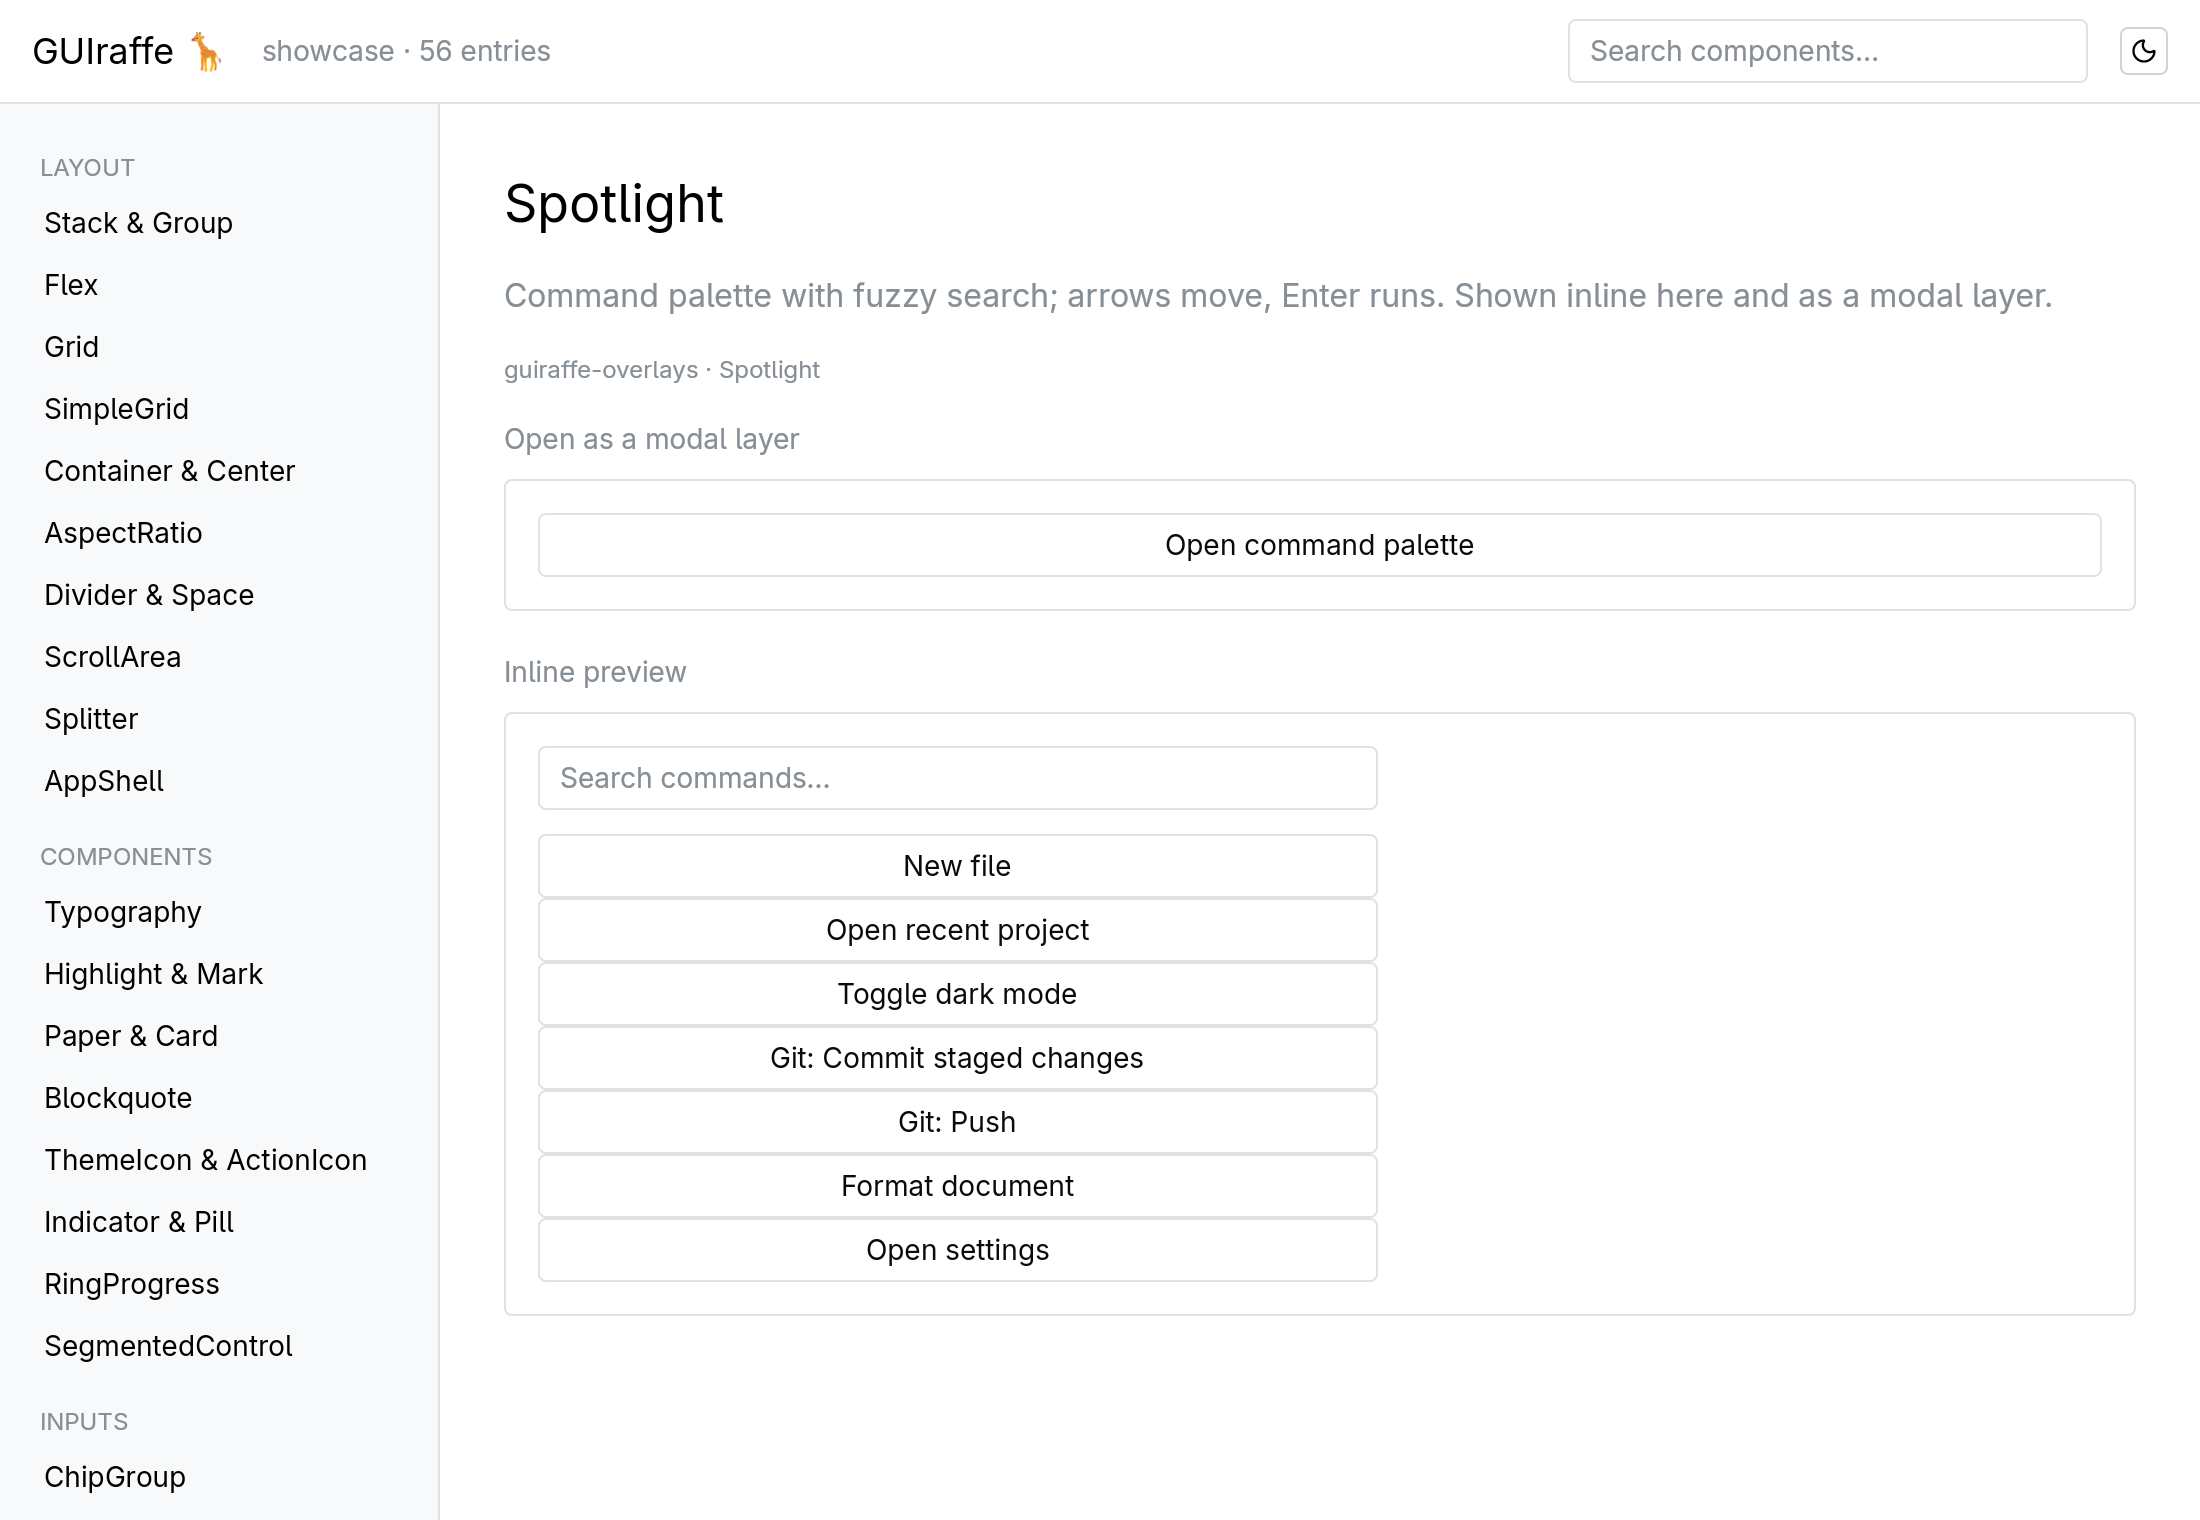 GUIraffe 🦒 showcase · 56 entries
Search components...
LAYOUT
Stack & Group
Flex
Grid
SimpleGrid
Container & Center
AspectRatio
Divider & Space
ScrollArea
Splitter
AppShell
COMPONENTS
Typography
Highlight & Mark
Paper & Card
Blockquote
ThemeIcon & ActionIcon
Indicator & Pill
RingProgress
SegmentedControl
INPUTS
ChipGroup
Spotlight
Command palette with fuzzy search; arrows move, Enter runs. Shown inline here and as a modal layer.
guiraffe-overlays · Spotlight
Open as a modal layer
Open command palette
Inline preview
Search commands...
New file
Open recent project
Toggle dark mode
Git: Commit staged changes
Git: Push
Format document
Open settings